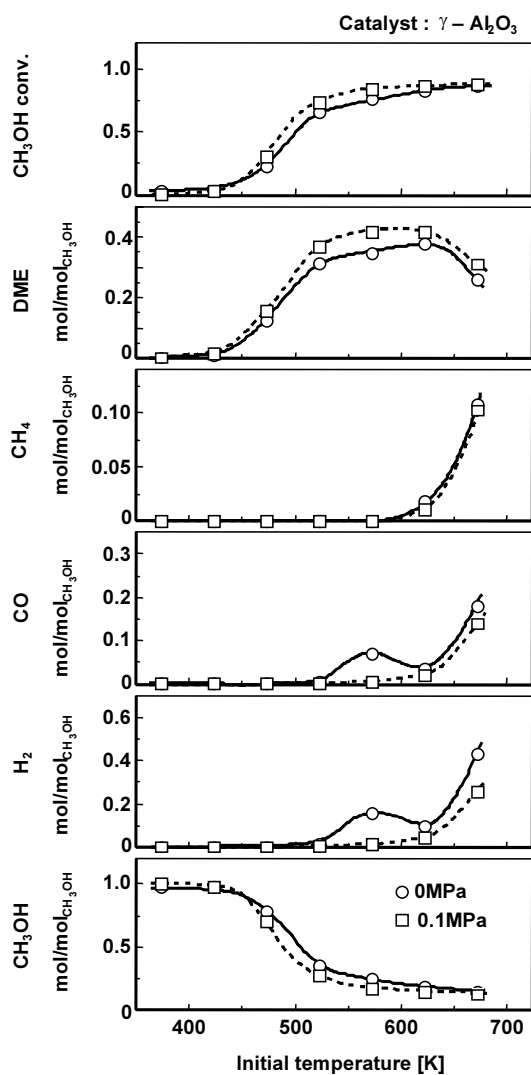 Catalyst : γ – Al₂O₃
CH₃OH conv.
1.0
0.5
0
DME
mol/molCH₃OH
0.4
0.2
0
CH₄
mol/molCH₃OH
0.10
0.05
0
CO
mol/molCH₃OH
0.3
0.2
0.1
0
H₂
mol/molCH₃OH
0.6
0.4
0.2
0
CH₃OH
mol/molCH₃OH
1.0
0.5
0
0MPa
0.1MPa
400 500 600 700
Initial temperature [K]